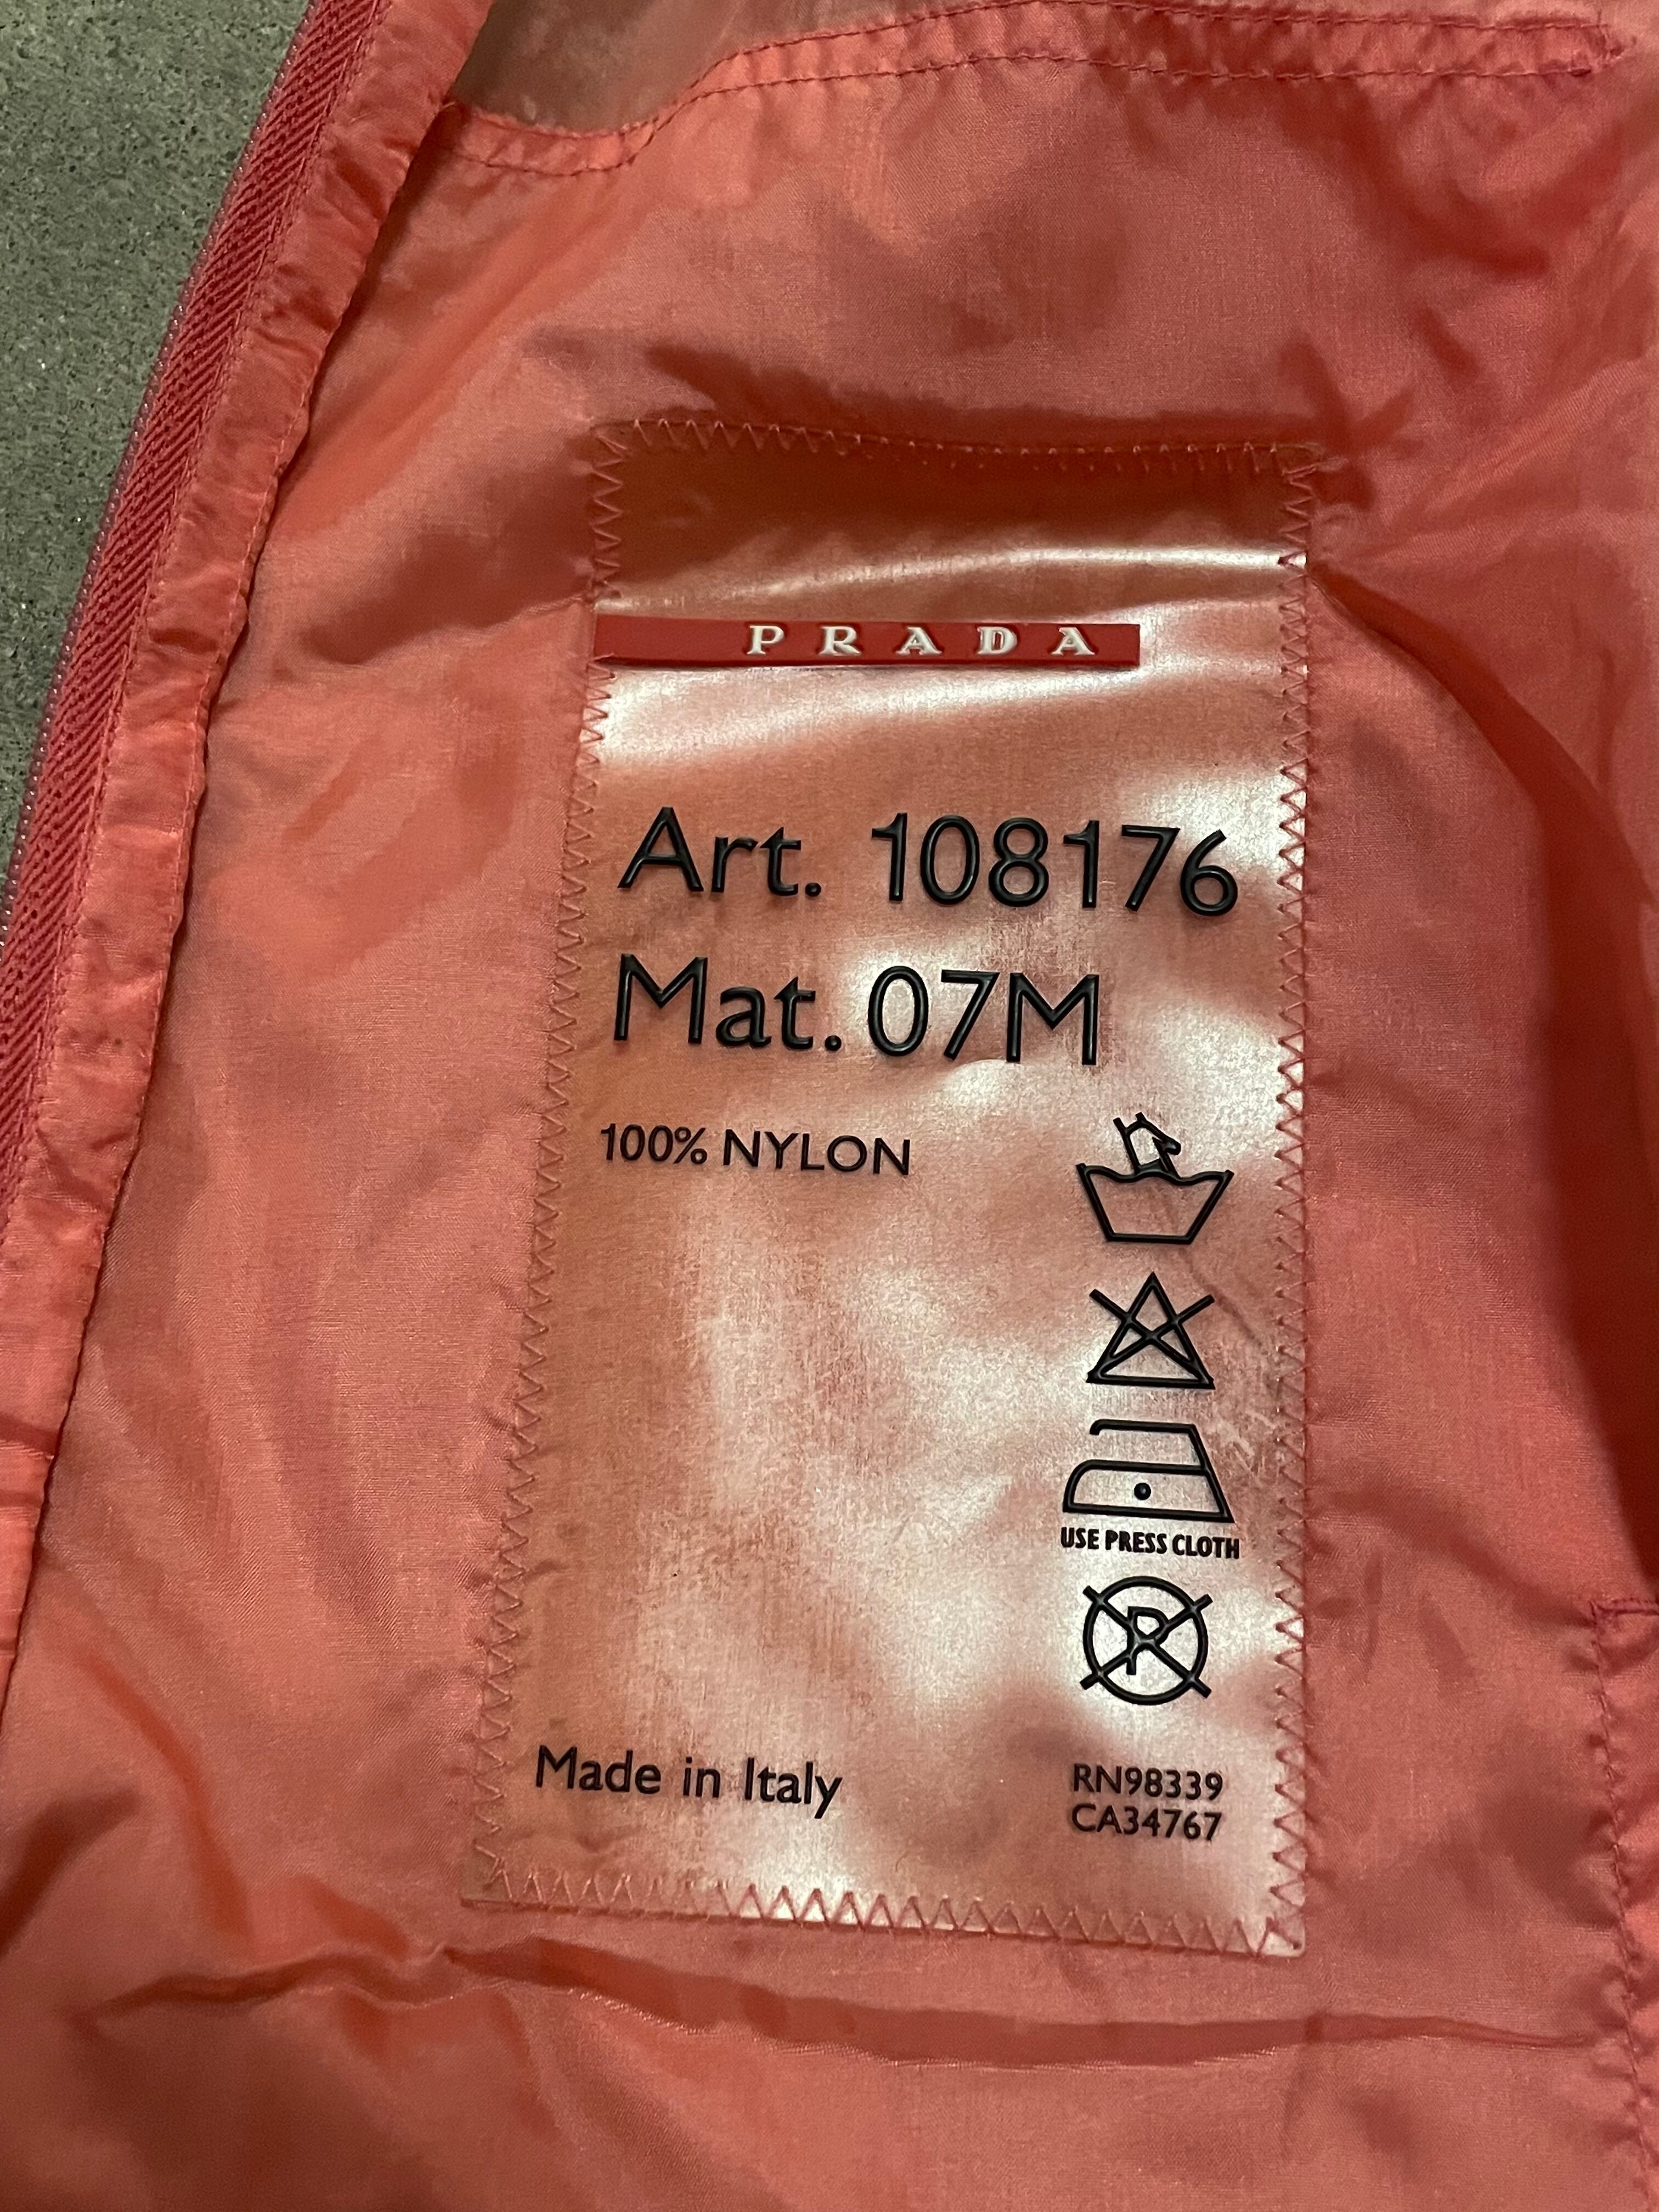 PRADA
Art. 108176
Mat. 07M
100% NYLON
USE PRESS CLOTH
P
Made in Italy
RN98339
CA34767